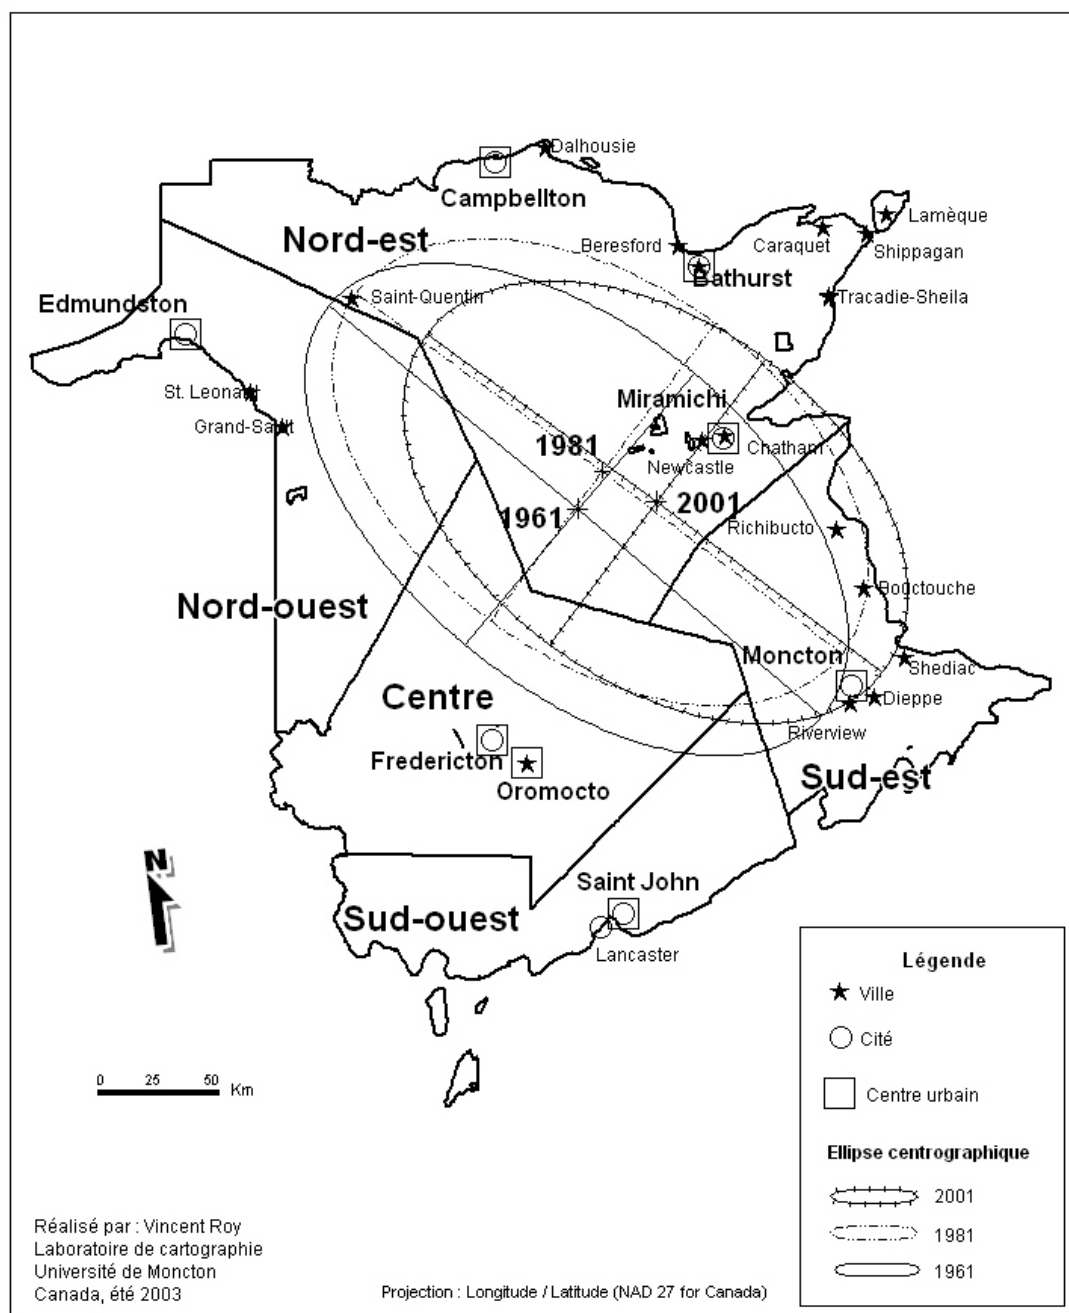 Dalhousie
Campbellton
Lamèque
Nord-est
Beresford
Caraquet
Shippagan
Bathurst
Edmundston
Saint-Quentin
Tracadie-Sheila
St. Leonard
Miramichi
Grand-Sault
1981
Chatham
Newcastle
2001
1961
Richibucto
Bouctouche
Nord-ouest
Moncton
Shediac
Centre
Dieppe
Riverview
Fredericton
Sud-est
Oromocto
N
Saint John
Sud-ouest
Lancaster
Légende
Ville
Cité
0 25 50 Km
Centre urbain
Ellipse centrographique
2001
1981
1961
Réalisé par : Vincent Roy
Laboratoire de cartographie
Université de Moncton
Canada, été 2003
Projection : Longitude / Latitude (NAD 27 for Canada)